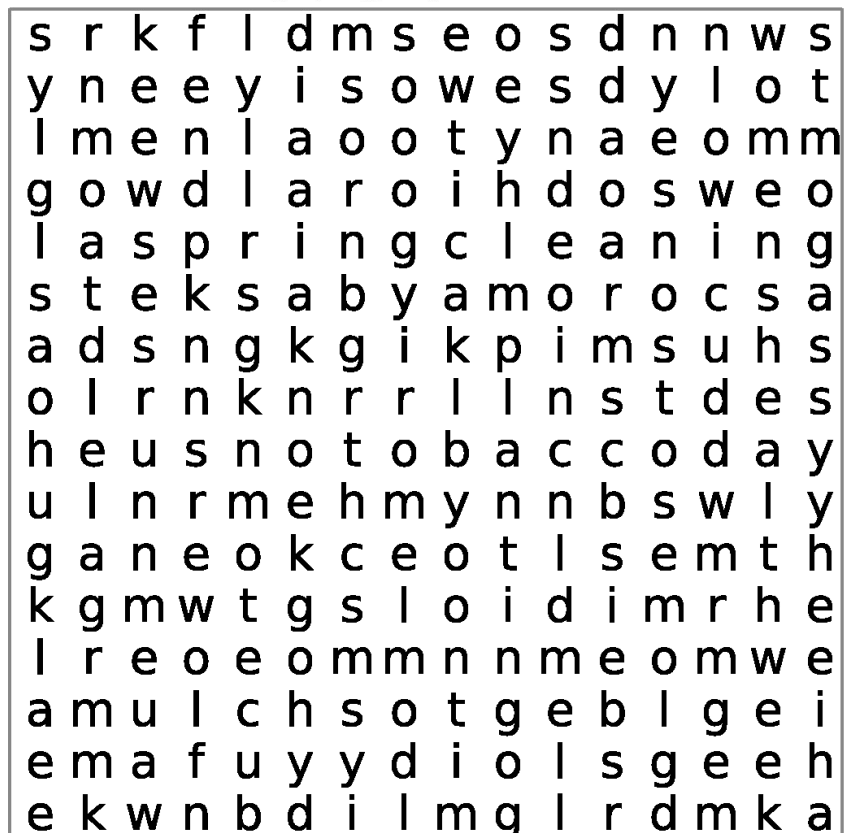 s r k f l d m s e o s d n n w s
y n e e y i s o w e s d y l o t
l m e n l a o o t y n a e o m m
g o w d l a r o i h d o s w e o
l a s p r i n g c l e a n i n g
s t e k s a b y a m o r o c s a
a d s n g k g i k p i m s u h s
o l r n k n r r l l n s t d e s
h e u s n o t o b a c c o d a y
u l n r m e h m y n n b s w l y
g a n e o k c e o t l s e m t h
k g m w t g s l o i d i m r h e
l r e o e o m m n n m e o m w e
a m u l c h s o t g e b l g e i
e m a f u y y d i o l s g e e h
e k w n b d i l m g l r d m k a